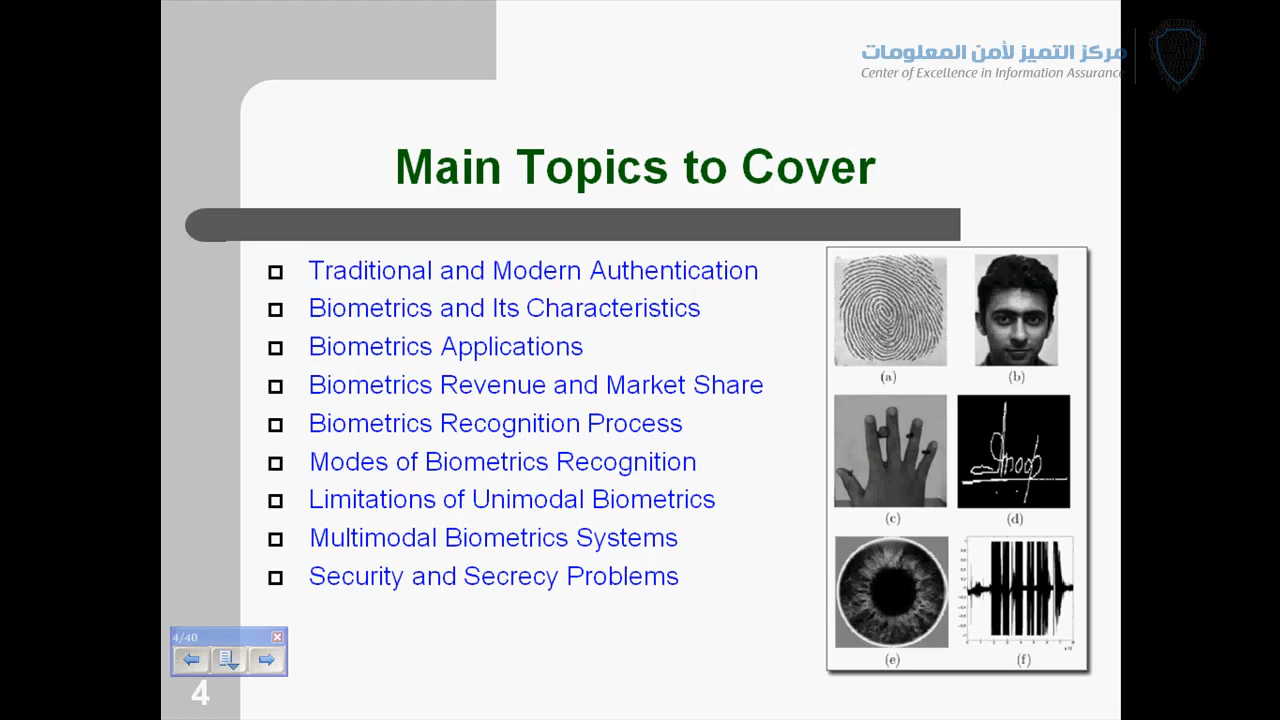 مركز التميز لأمن المعلومات
Center of Excellence in Information Assurance
Main Topics to Cover
Traditional and Modern Authentication
Biometrics and Its Characteristics
Biometrics Applications
Biometrics Revenue and Market Share
Biometrics Recognition Process
Modes of Biometrics Recognition
Limitations of Unimodal Biometrics
Multimodal Biometrics Systems
Security and Secrecy Problems
(a)
(b)
(c)
(d)
(e)
(f)
4/40
4